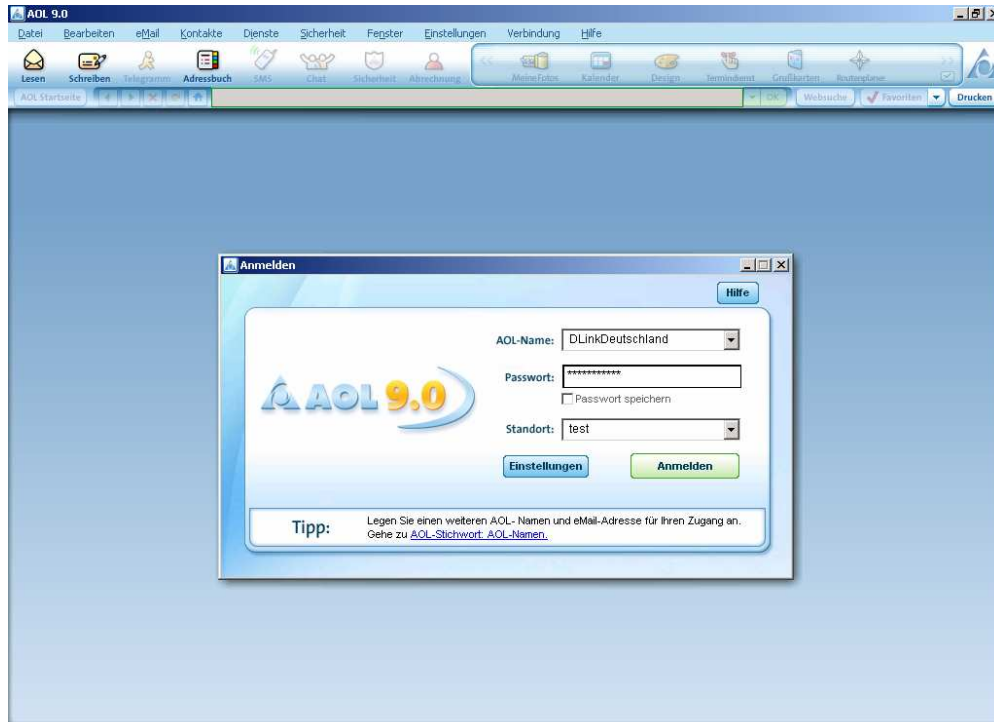 AOL 9.0
Datei Bearbeiten eMail Kontakte Dienste Sicherheit Fenster Einstellungen Verbindung Hilfe
Lesen Schreiben Telegramm Adressbuch SMS Chat Sicherheit Abrechnung Meine Fotos Kalender Design Termindienst Grußkarten Routenplaner
AOL Startseite OK Websuche Favoriten Drucken
Anmelden
Hilfe
AOL-Name: DLinkDeutschland
AOL 9.0
Passwort: ***********
Passwort speichern
Standort: test
Einstellungen Anmelden
Tipp:
Legen Sie einen weiteren AOL- Namen und eMail-Adresse für Ihren Zugang an.
Gehe zu AOL-Stichwort: AOL-Namen.